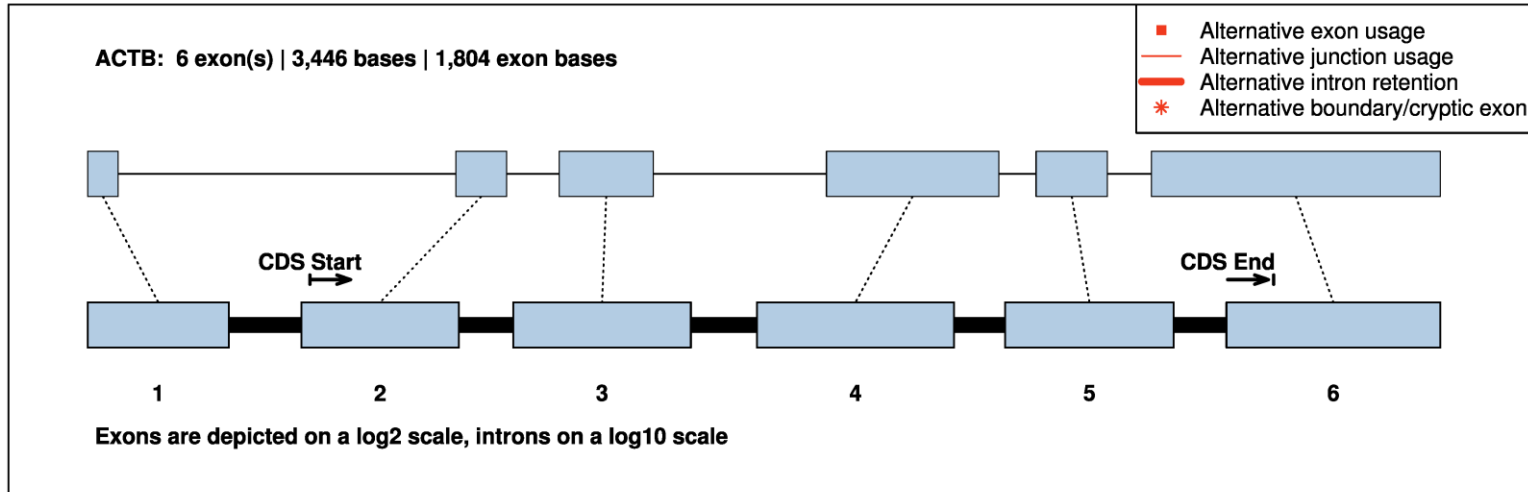 ACTB:  6 exon(s) | 3,446 bases | 1,804 exon bases
Alternative exon usage
Alternative junction usage
Alternative intron retention
Alternative boundary/cryptic exon
CDS Start
CDS End
1 2 3 4 5 6
Exons are depicted on a log2 scale, introns on a log10 scale